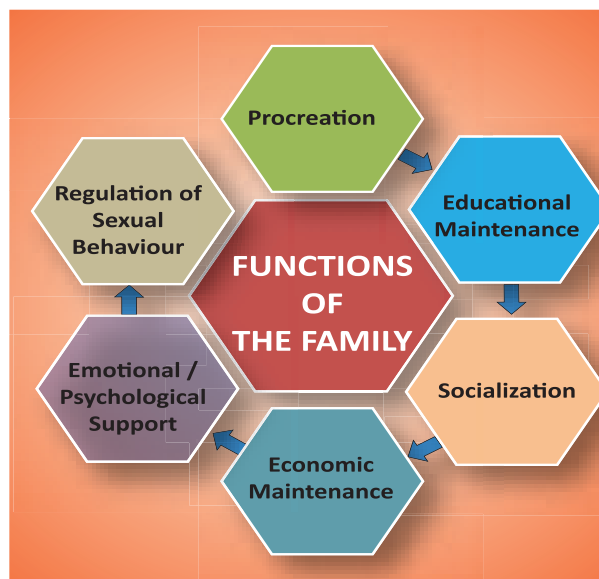 FUNCTIONS
OF
THE FAMILY
Procreation
Educational
Maintenance
Socialization
Economic
Maintenance
Emotional /
Psychological
Support
Regulation of
Sexual
Behaviour